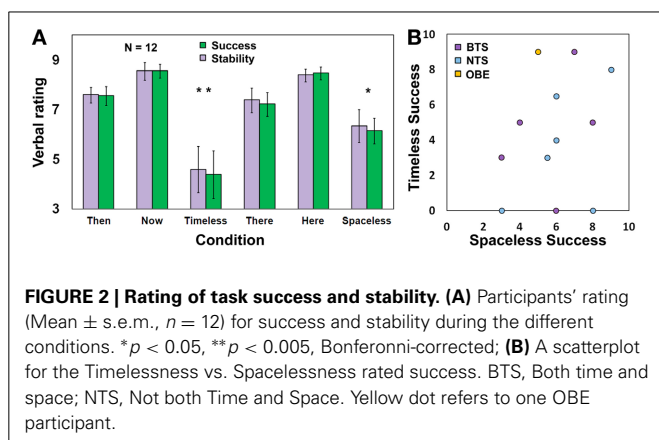 A
N = 12
Success
Stability
Verbal rating
9
7
5
3
Then Now Timeless There Here Spaceless
* *
*
Condition
B
BTS
NTS
OBE
Timeless Success
10
8
6
4
2
0
0 2 4 6 8 10
Spaceless Success
FIGURE 2 | Rating of task success and stability. (A) Participants' rating
(Mean ± s.e.m., n = 12) for success and stability during the different
conditions. *p < 0.05, **p < 0.005, Bonferonni-corrected; (B) A scatterplot
for the Timelessness vs. Spacelessness rated success. BTS, Both time and
space; NTS, Not both Time and Space. Yellow dot refers to one OBE
participant.